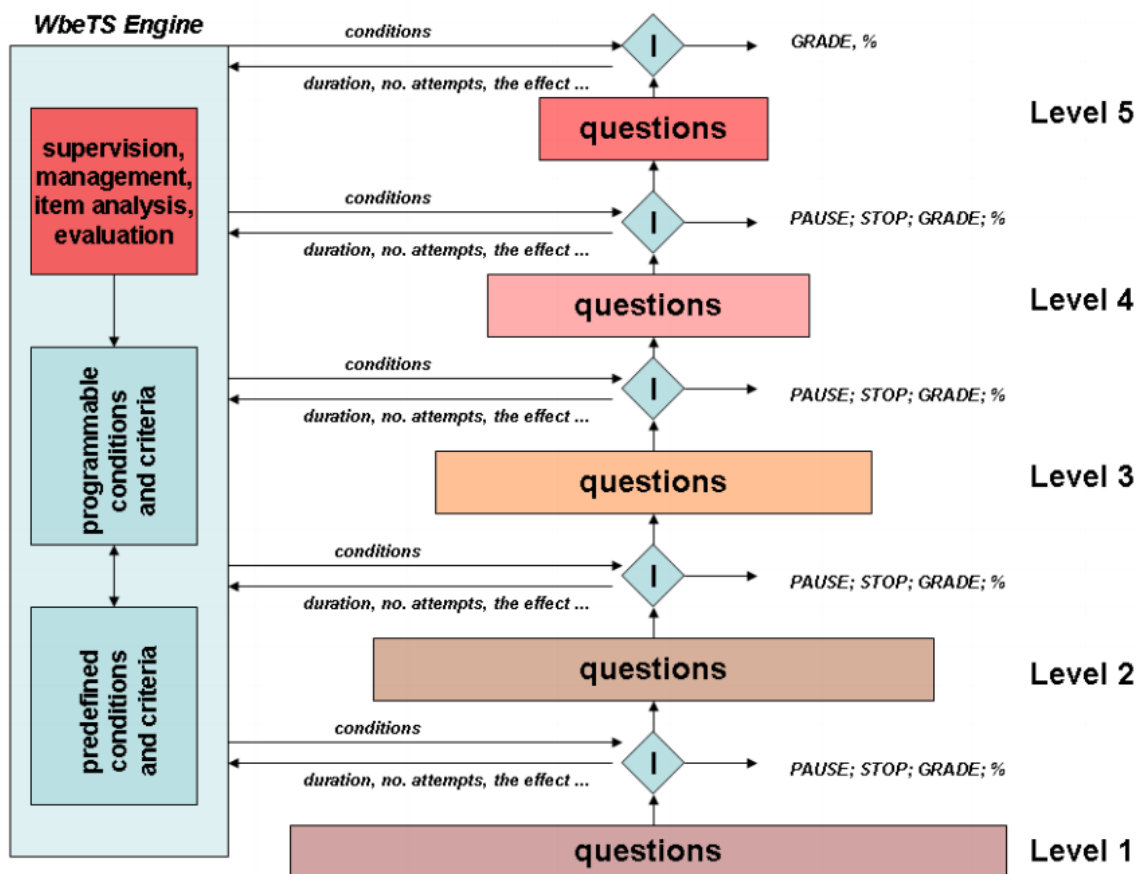 WbeTS Engine
conditions
I
GRADE, %
duration, no. attempts, the effect ...
questions
Level 5
supervision,
management,
item analysis,
evaluation
conditions
I
PAUSE; STOP; GRADE; %
duration, no. attempts, the effect ...
questions
Level 4
programmable
conditions
and criteria
conditions
I
PAUSE; STOP; GRADE; %
duration, no. attempts, the effect ...
questions
Level 3
conditions
I
PAUSE; STOP; GRADE; %
duration, no. attempts, the effect ...
predefined
conditions
and criteria
questions
Level 2
conditions
I
PAUSE; STOP; GRADE; %
duration, no. attempts, the effect ...
questions
Level 1